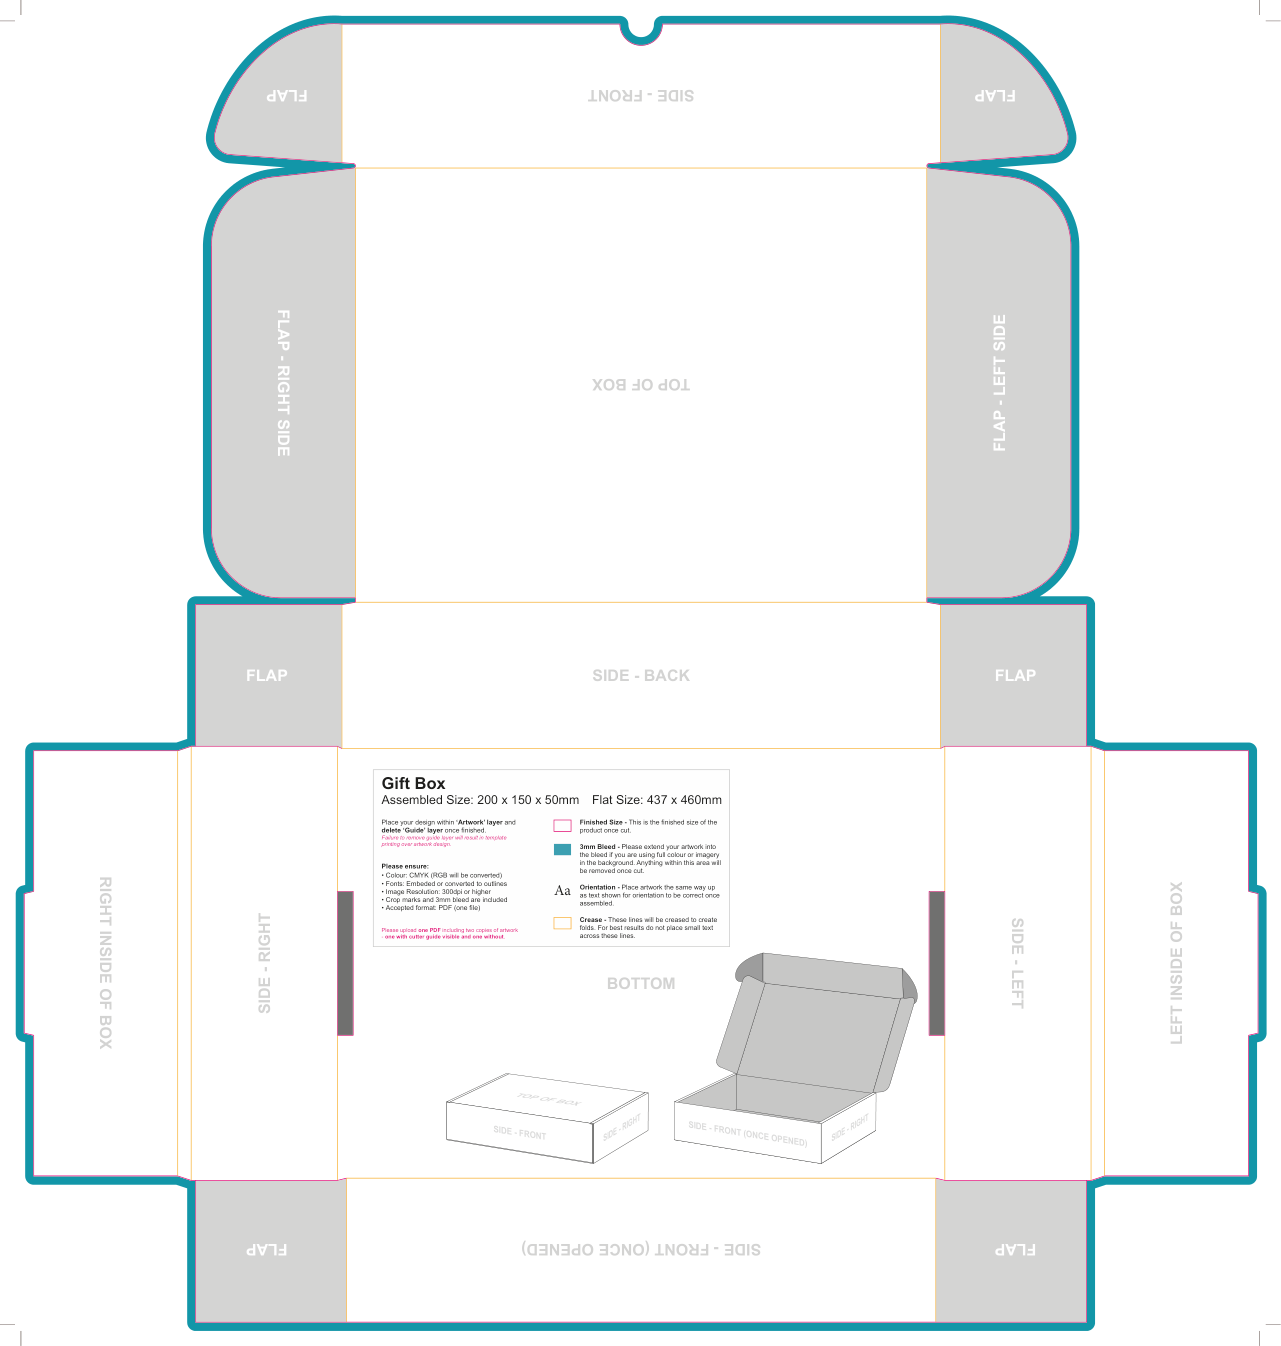 FLAP
SIDE - FRONT
FLAP
FLAP - RIGHT SIDE
TOP OF BOX
FLAP - LEFT SIDE
FLAP
SIDE - BACK
FLAP
Gift Box
Assembled Size: 200 x 150 x 50mm Flat Size: 437 x 460mm
Place your design within 'Artwork' layer and
delete 'Guide' layer once finished.
Failure to remove guide layer will result in template
printing over artwork design.
Please ensure:
• Colour: CMYK (RGB will be converted)
• Fonts: Embeded or converted to outlines
• Image Resolution: 300dpi or higher
• Crop marks and 3mm bleed are included
• Accepted format: PDF (one file)
Please upload one PDF including two copies of artwork
- one with cutter guide visible and one without.
Finished Size - This is the finished size of the
product once cut.
3mm Bleed - Please extend your artwork into
the bleed if you are using full colour or imagery
in the background. Anything within this area will
be removed once cut.
Aa
Orientation - Place artwork the same way up
as text shown for orientation to be correct once
assembled.
Crease - These lines will be creased to create
folds. For best results do not place small text
across these lines.
RIGHT INSIDE OF BOX
SIDE - RIGHT
BOTTOM
SIDE - LEFT
LEFT INSIDE OF BOX
TOP OF BOX
SIDE - FRONT
SIDE - RIGHT
SIDE - FRONT (ONCE OPENED)
SIDE - RIGHT
FLAP
SIDE - FRONT (ONCE OPENED)
FLAP